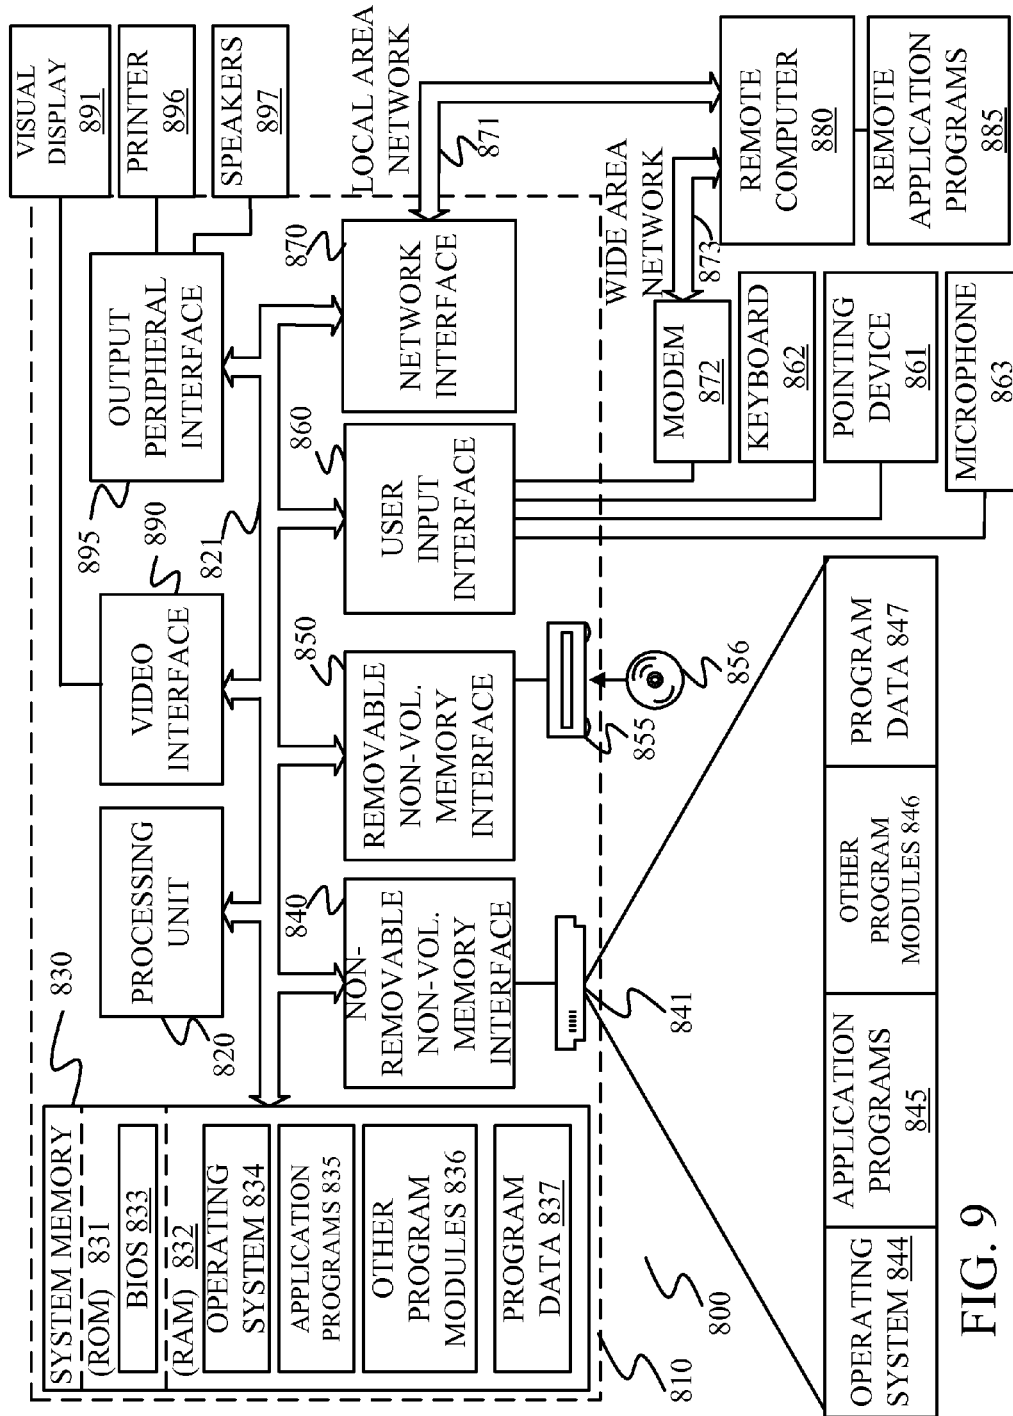 SYSTEM MEMORY
(ROM) 831
BIOS 833
(RAM) 832
OPERATING
SYSTEM 834
APPLICATION
PROGRAMS 835
OTHER
PROGRAM
MODULES 836
PROGRAM
DATA 837
830
PROCESSING
UNIT
820
VIDEO
INTERFACE
890
895
OUTPUT
PERIPHERAL
INTERFACE
821
VISUAL
DISPLAY
891
PRINTER
896
SPEAKERS
897
NON-
REMOVABLE
NON-VOL.
MEMORY
INTERFACE
840
REMOVABLE
NON-VOL.
MEMORY
INTERFACE
850
USER
INPUT
INTERFACE
860
NETWORK
INTERFACE
870
LOCAL AREA
NETWORK
871
810
800
841
855
856
WIDE AREA
NETWORK
873
MODEM
872
KEYBOARD
862
POINTING
DEVICE
861
MICROPHONE
863
REMOTE
COMPUTER
880
REMOTE
APPLICATION
PROGRAMS
885
OPERATING
SYSTEM 844
APPLICATION
PROGRAMS
845
OTHER
PROGRAM
MODULES 846
PROGRAM
DATA 847
FIG. 9